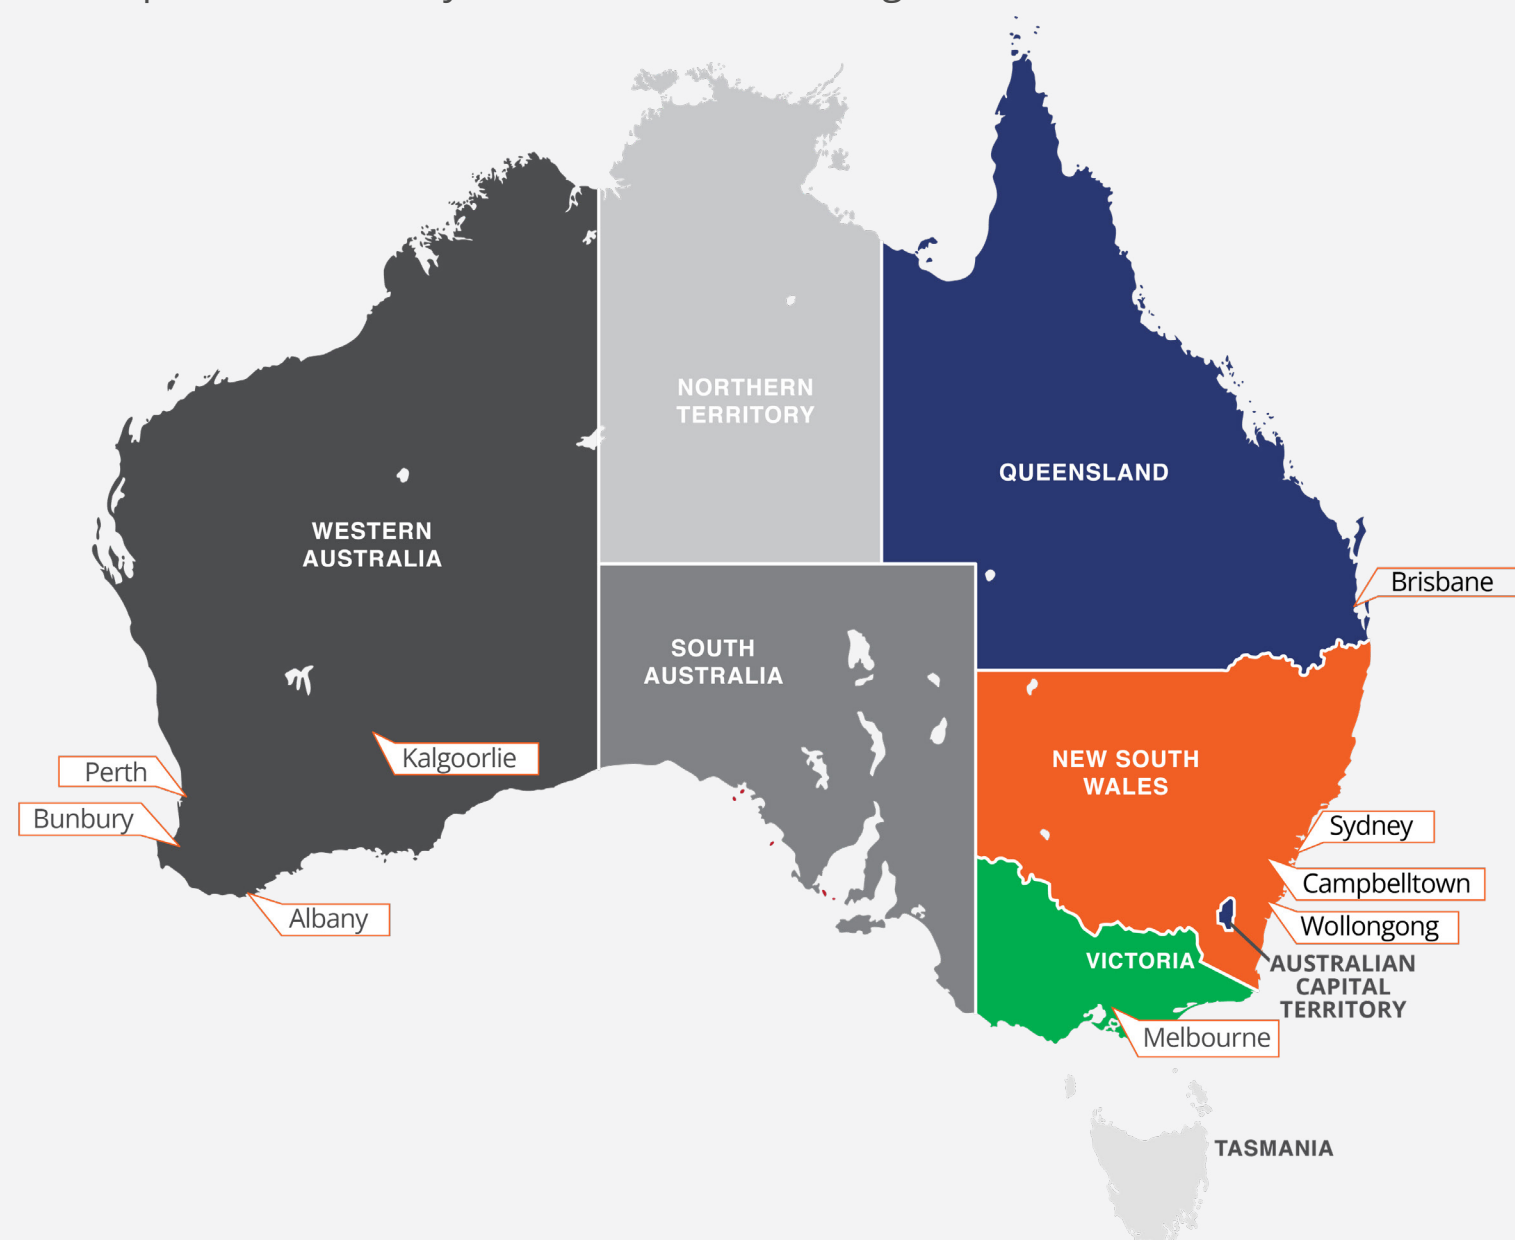 NORTHERN
TERRITORY
QUEENSLAND
WESTERN
AUSTRALIA
Brisbane
SOUTH
AUSTRALIA
Kalgoorlie
NEW SOUTH
WALES
Perth
Bunbury
Sydney
Campbelltown
Albany
Wollongong
VICTORIA
AUSTRALIAN
CAPITAL
TERRITORY
Melbourne
TASMANIA